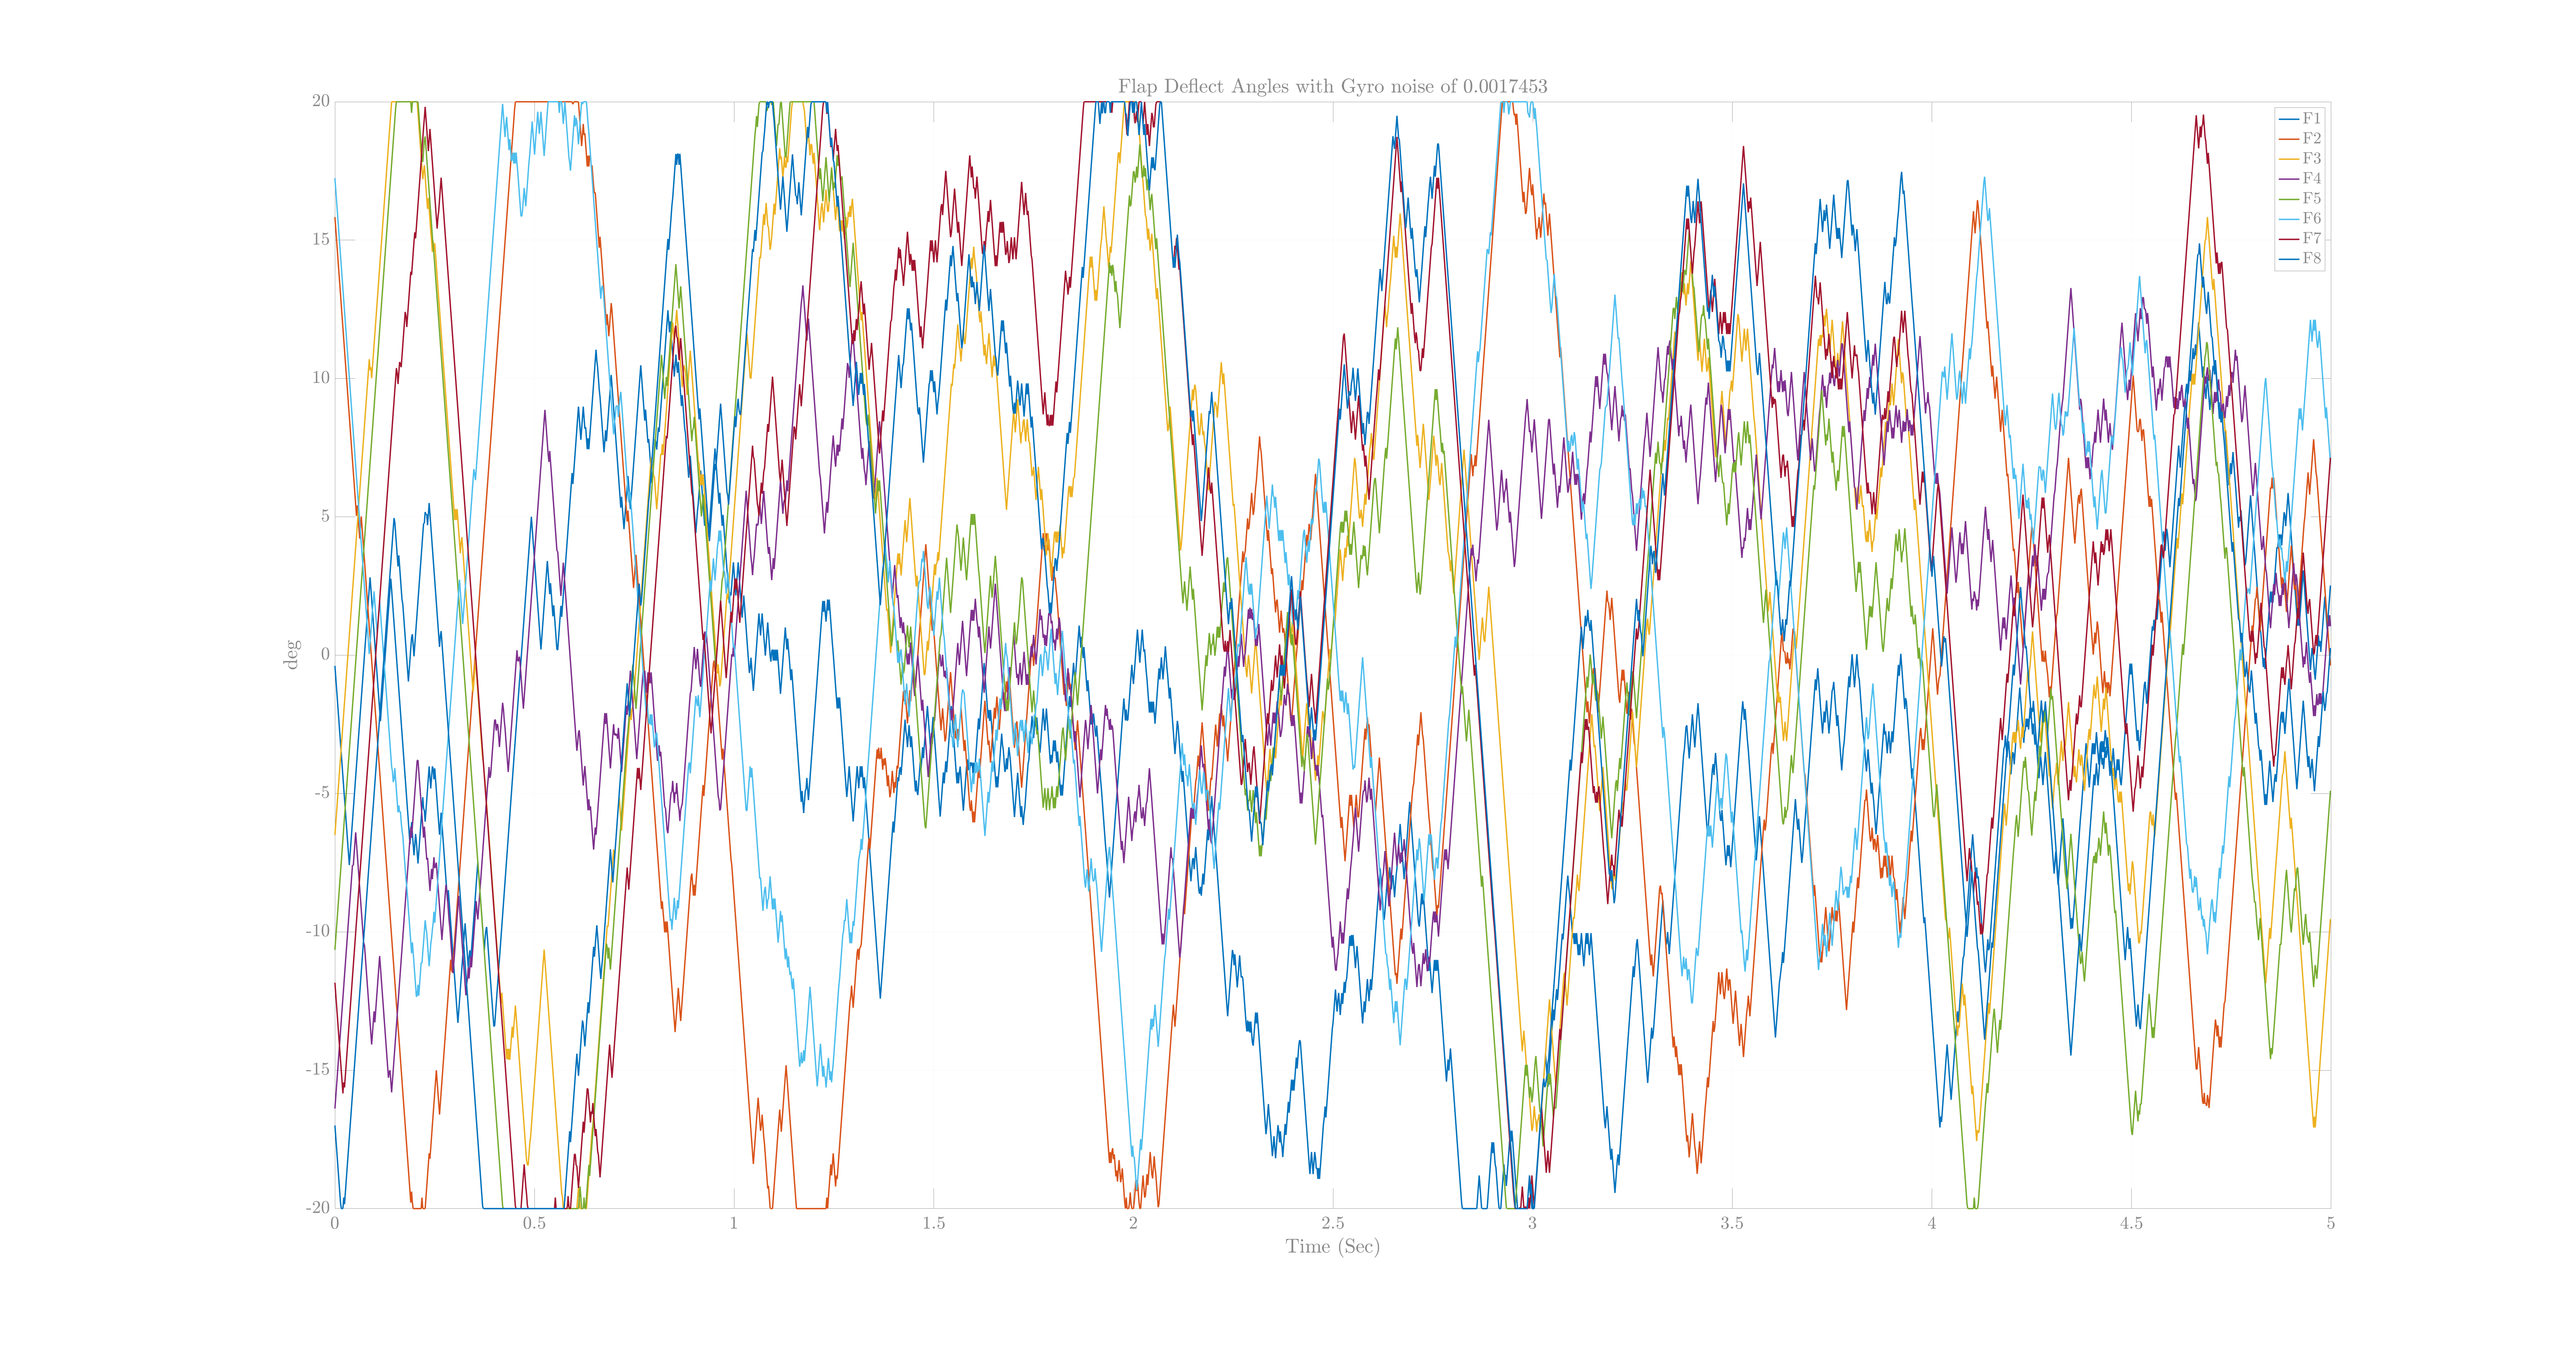 Flap Deflect Angles with Gyro noise of 0.0017453
20
15
10
5
0
-5
-10
-15
-20
deg
0 0.5 1 1.5 2 2.5 3 3.5 4 4.5 5
Time (Sec)
F1
F2
F3
F4
F5
F6
F7
F8